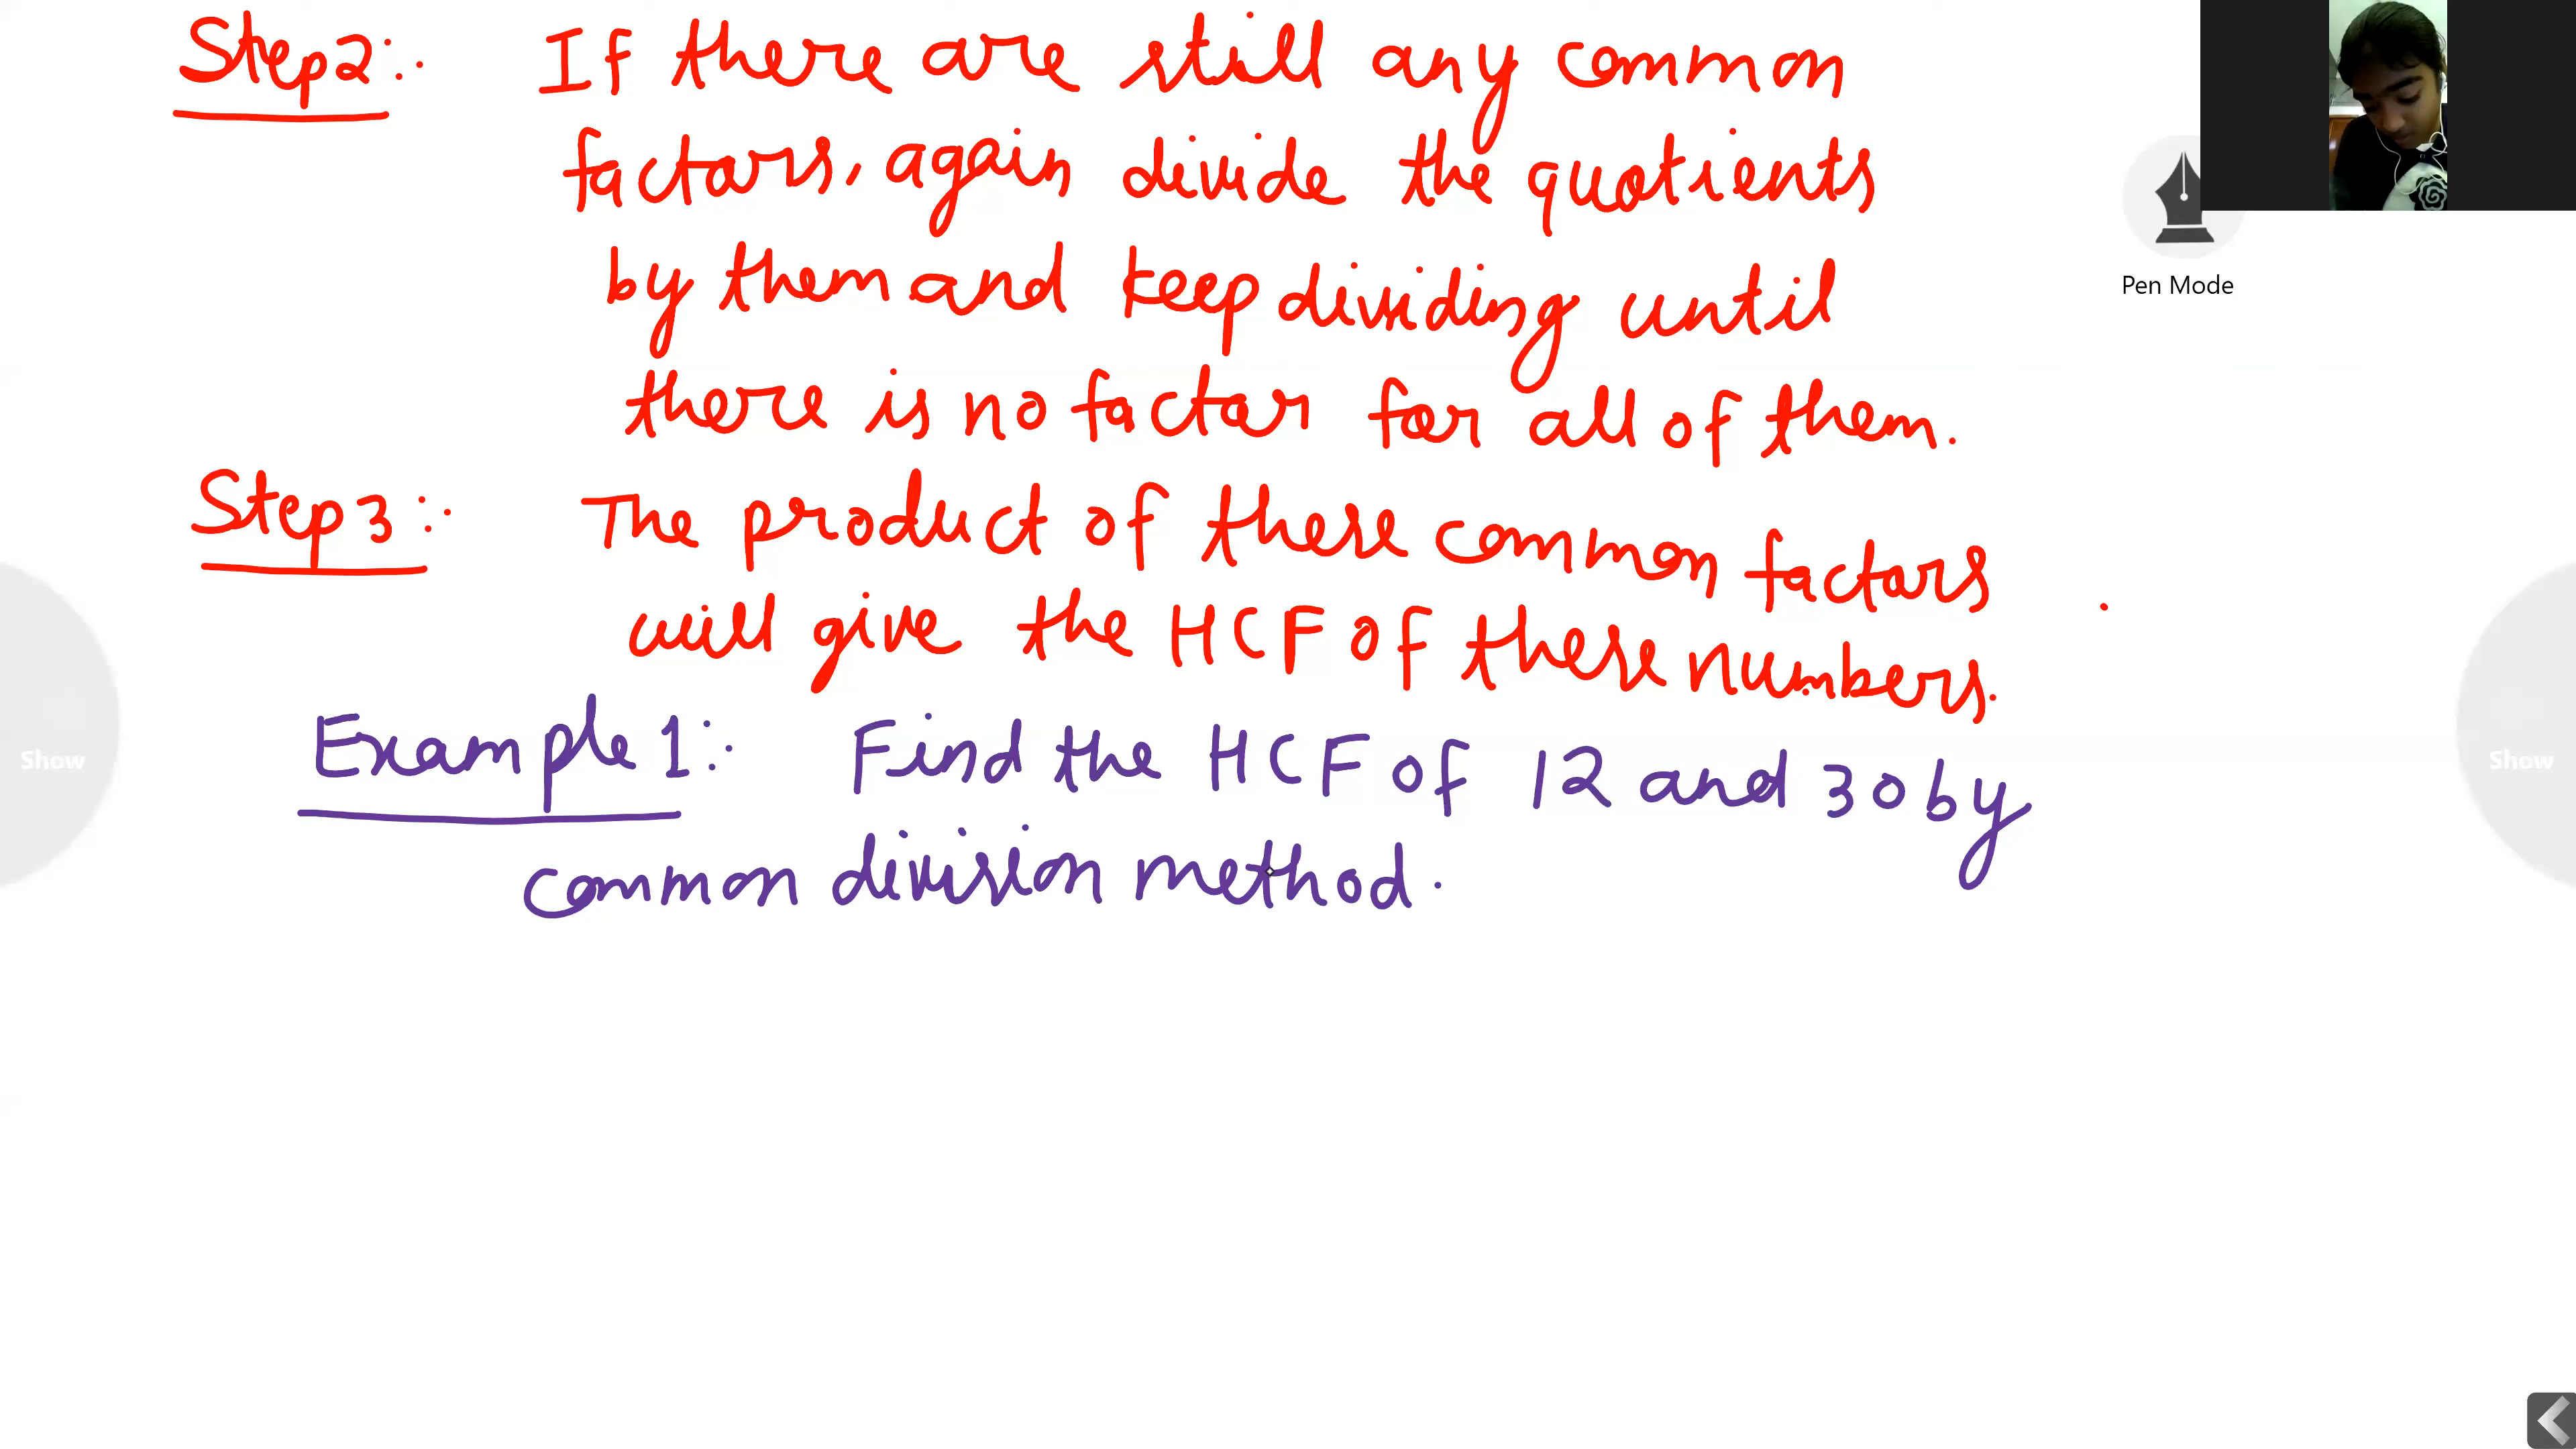 Step2:. If there are still any common
factors, again divide the quotients
by them and keep dividing until
there is no factor for all of them.
Step 3:. The product of these common factors
will give the HCF of these numbers.
Example 1:. Find the HCF of 12 and 30 by
common division method.
Pen Mode
Show
Show